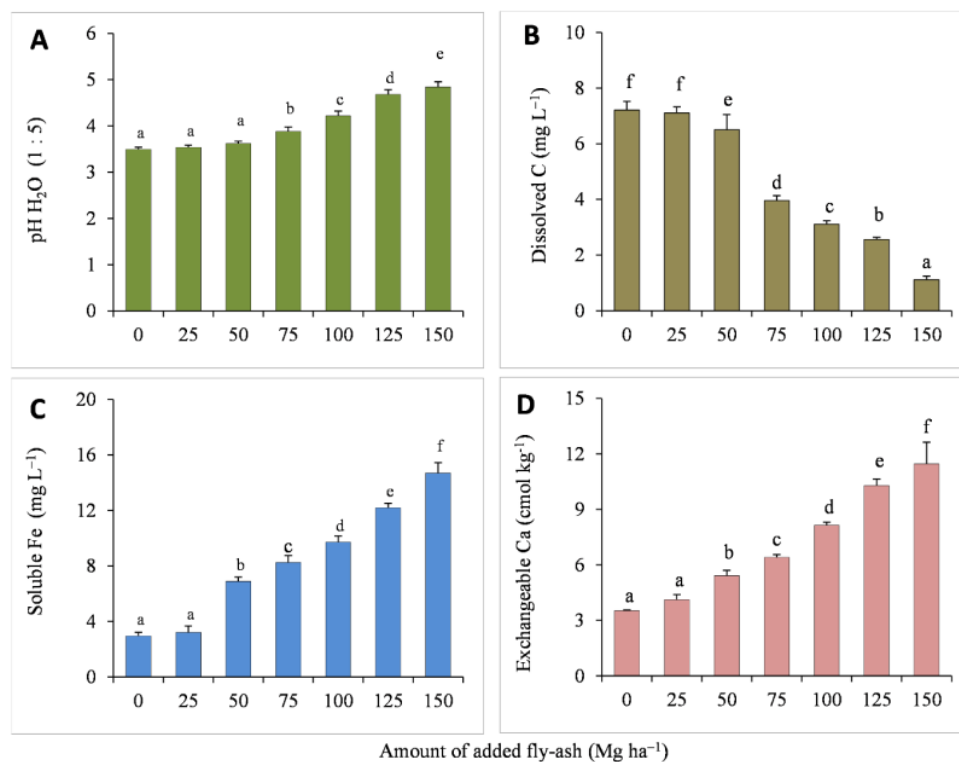 A
pH H₂O (1 : 5)
6
5
4
3
2
1
0
a
a
a
b
c
d
e
0 25 50 75 100 125 150
B
Dissolved C (mg L⁻¹)
10
8
6
4
2
0
f
f
e
d
c
b
a
0 25 50 75 100 125 150
C
Soluble Fe (mg L⁻¹)
20
16
12
8
4
0
a
a
b
c
d
e
f
0 25 50 75 100 125 150
D
Exchangeable Ca (cmol kg⁻¹)
15
12
9
6
3
0
a
a
b
c
d
e
f
0 25 50 75 100 125 150
Amount of added fly-ash (Mg ha⁻¹)